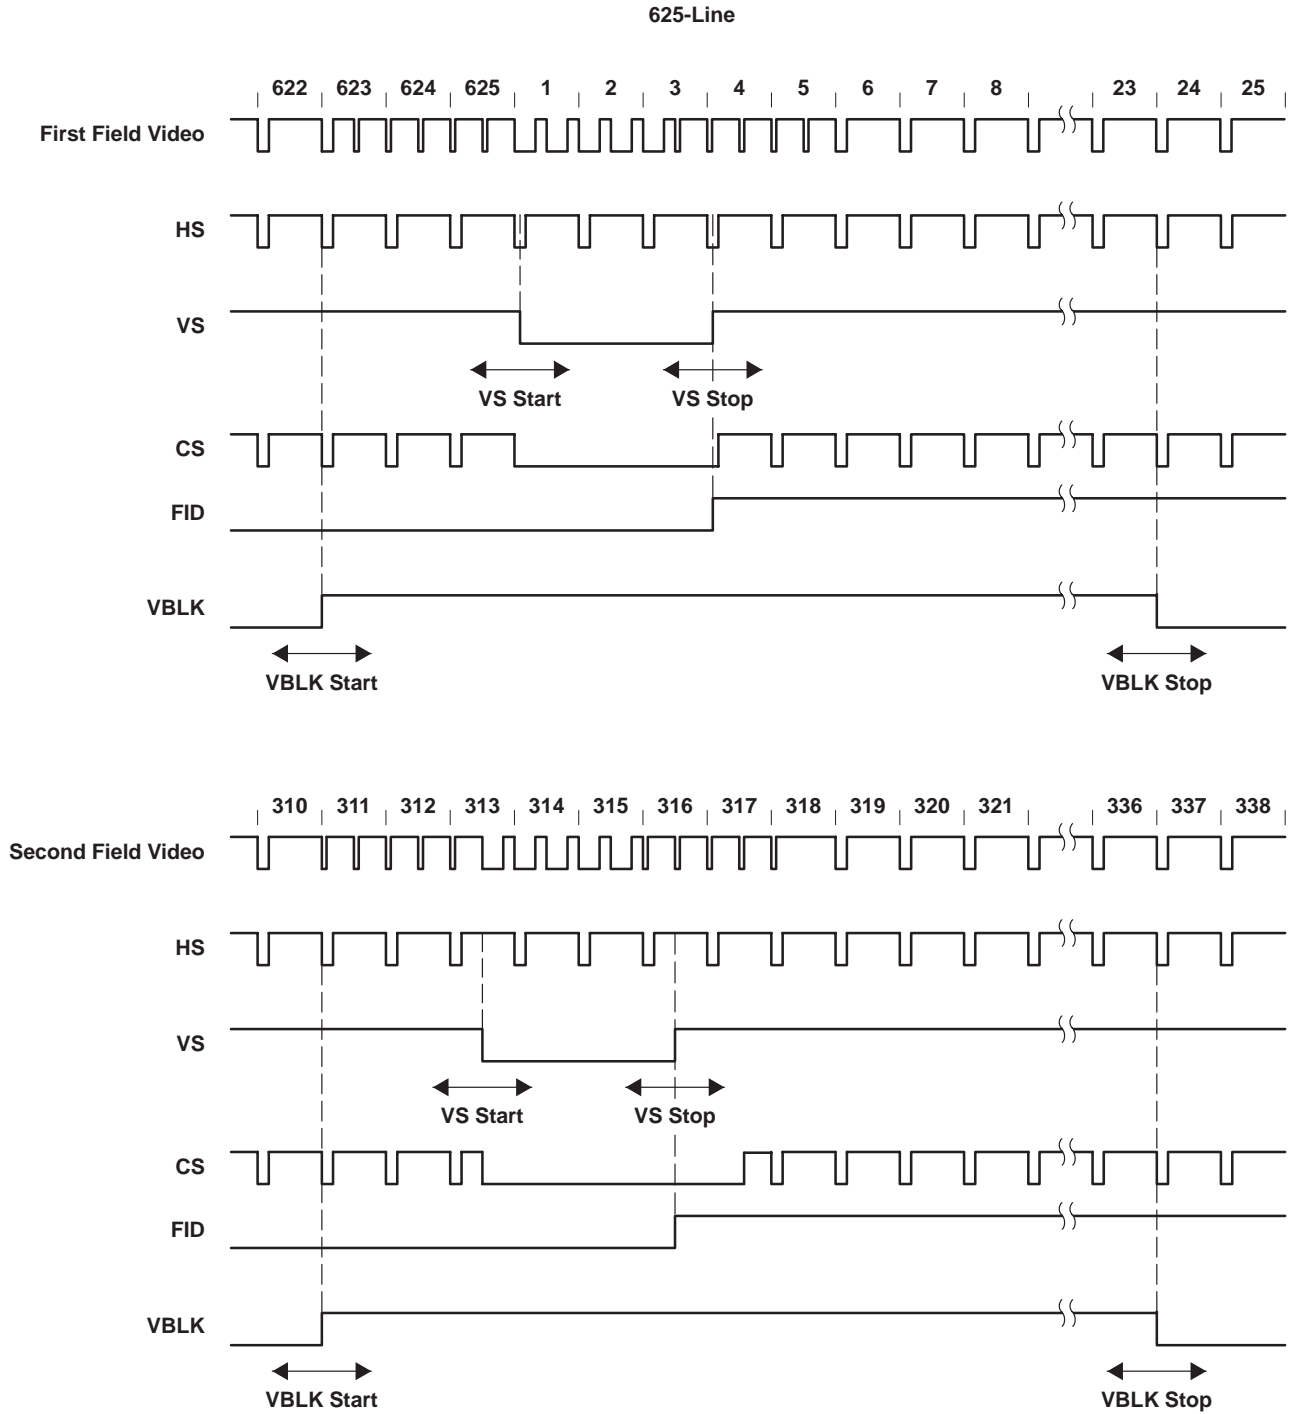 625-Line
622 623 624 625 1 2 3 4 5 6 7 8 23 24 25
First Field Video
HS
VS
VS Start VS Stop
CS
FID
VBLK
VBLK Start VBLK Stop
310 311 312 313 314 315 316 317 318 319 320 321 336 337 338
Second Field Video
HS
VS
VS Start VS Stop
CS
FID
VBLK
VBLK Start VBLK Stop